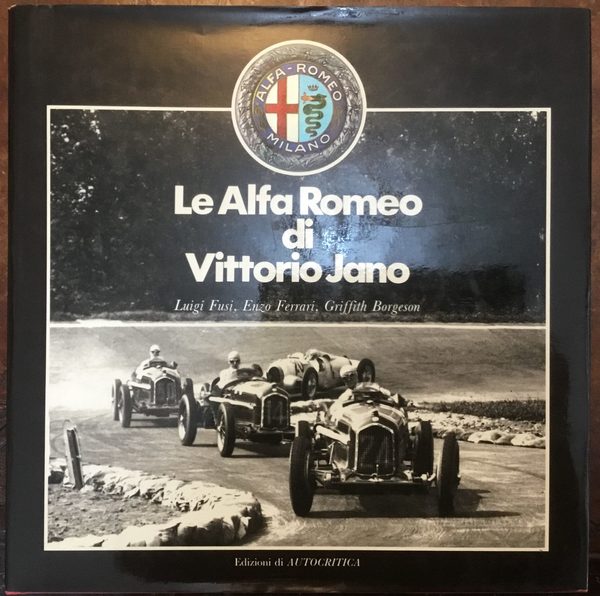 ALFA-ROMEO
MILANO
Le Alfa Romeo
di
Vittorio Jano
Luigi Fusi, Enzo Ferrari, Griffith Borgeson
Edizioni di AUTOCRITICA